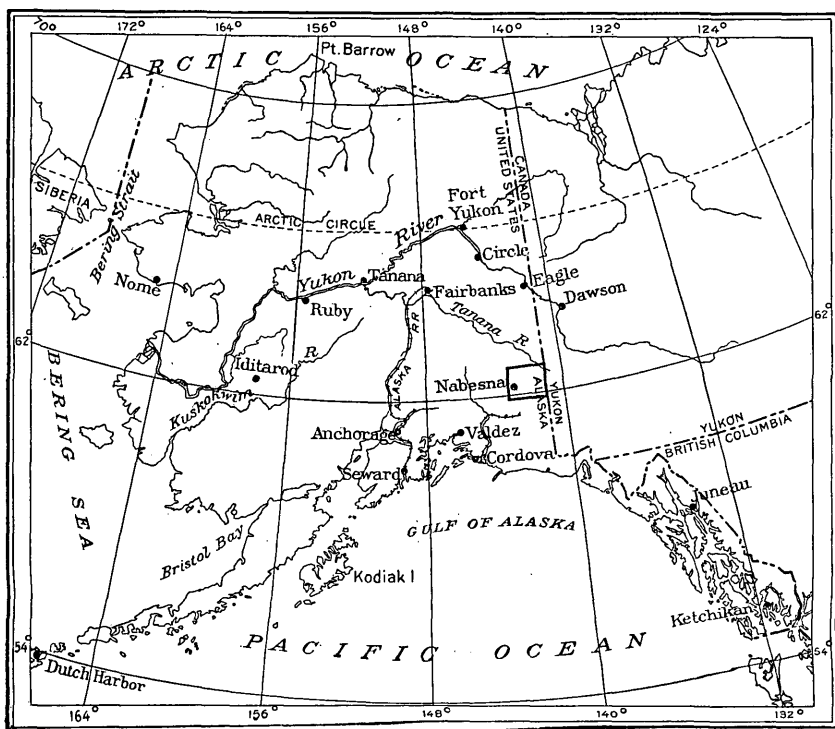 70° 172° 164° 156° 148° 140° 132° 124°
Pt. Barrow
ARCTIC OCEAN
CANADA
UNITED STATES
SIBERIA
Bering Strait
ARCTIC CIRCLE
Fort
Yukon
River
Circle
Nome
Yukon
Tanana
Eagle
Fairbanks
Dawson
Ruby
Tanana R
62° 62°
RR
R
Iditarod
ALASKA
Nabesna
ALASKA
YUKON
Kuskokwim
BERING SEA
Anchorage
Valdez
YUKON
BRITISH COLUMBIA
Cordova
Seward
Juneau
GULF OF ALASKA
Bristol Bay
Kodiak I
Ketchikan
PACIFIC OCEAN
54° 54°
Dutch Harbor
164° 156° 148° 140° 132°